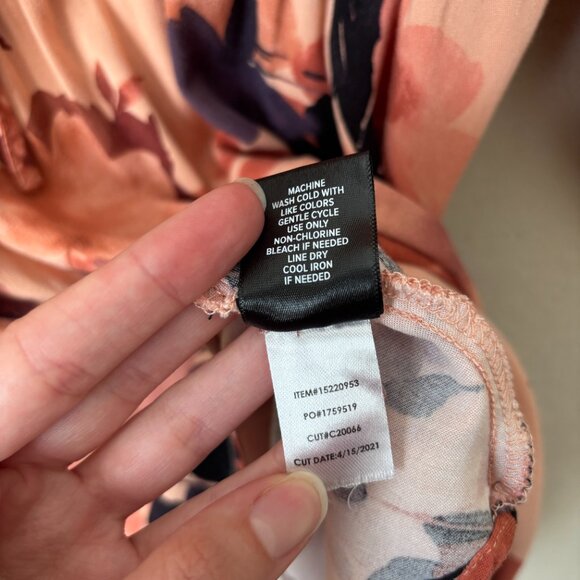 MACHINE
WASH COLD WITH
LIKE COLORS
GENTLE CYCLE
USE ONLY
NON-CHLORINE
BLEACH IF NEEDED
LINE DRY
COOL IRON
IF NEEDED
ITEM#15220953
PO#1759519
CUT#C20066
CUT DATE:4/15/2021